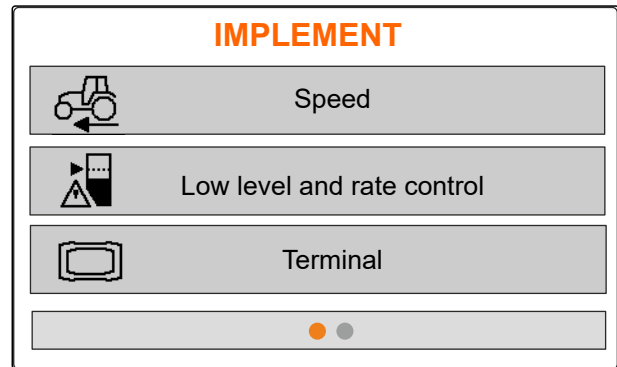 IMPLEMENT
Speed
Low level and rate control
Terminal